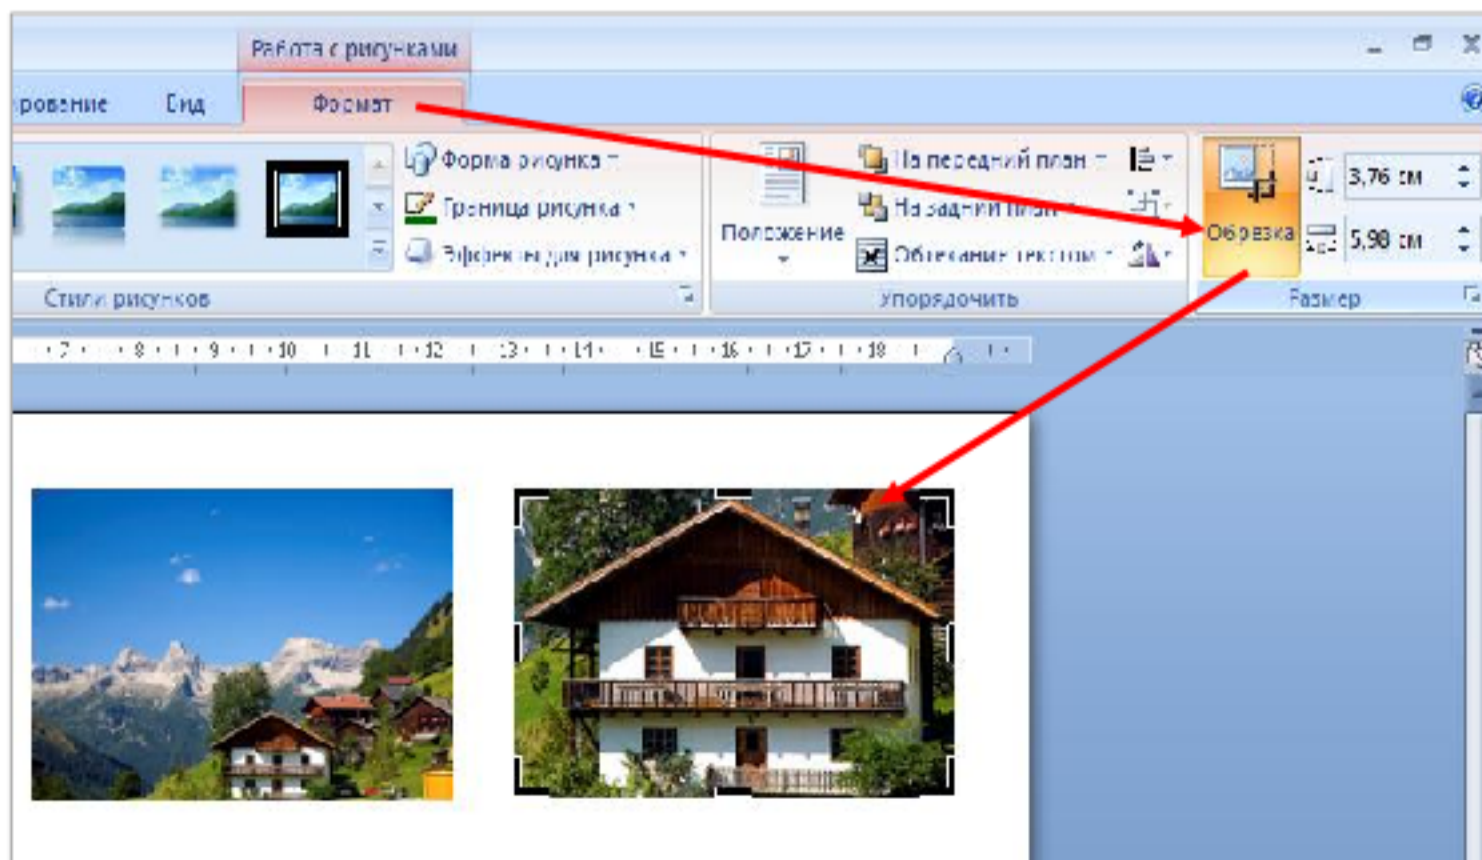 Работа с рисунками
рование Вид Формат
Форма рисунка
Граница рисунка
Эффекты для рисунка
Стили рисунков
Положение
На передний план
На задний план
Обтекание текстом
Упорядочить
Обрезка
3,76 см
5,98 см
Размер
7 8 9 10 11 12 13 14 15 16 17 18